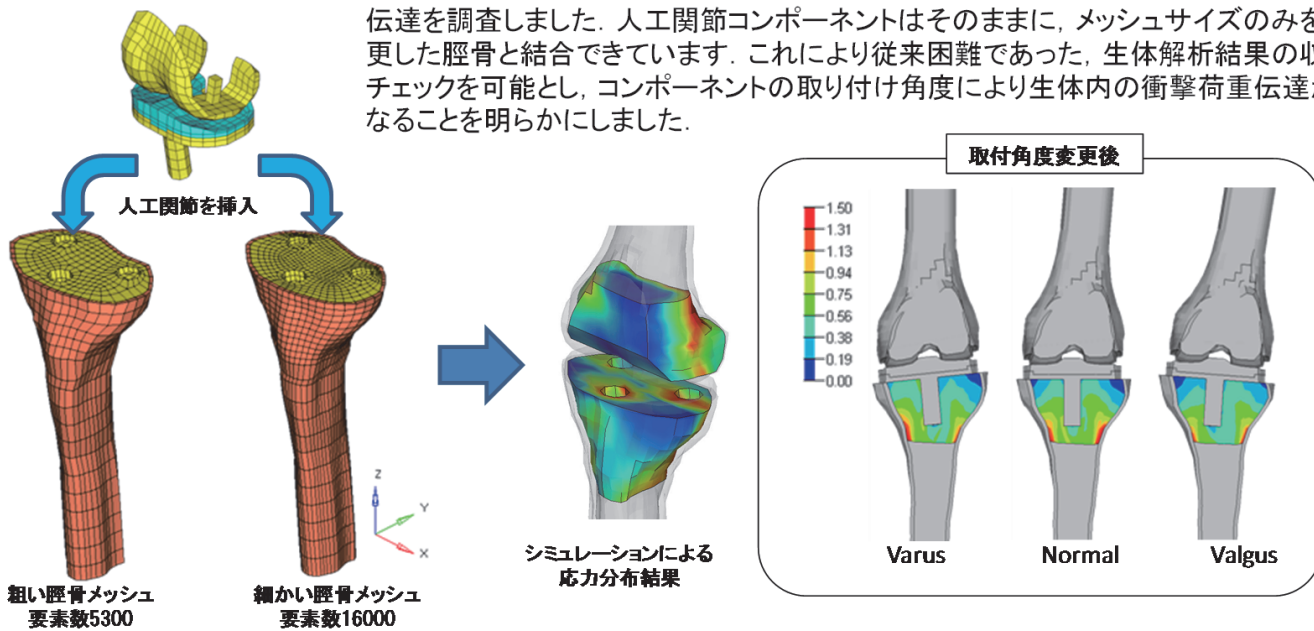 伝達を調査しました．人工関節コンポーネントはそのままに，メッシュサイズのみを
更した脛骨と結合できています．これにより従来困難であった，生体解析結果の収
チェックを可能とし，コンポーネントの取り付け角度により生体内の衝撃荷重伝達
なることを明らかにしました．
人工関節を挿入
取付角度変更後
1.50
1.31
1.13
0.94
0.75
0.56
0.38
0.19
0.00
Z
Y
X
シミュレーションによる
応力分布結果
Varus
Normal
Valgus
粗い脛骨メッシュ
要素数5300
細かい脛骨メッシュ
要素数16000